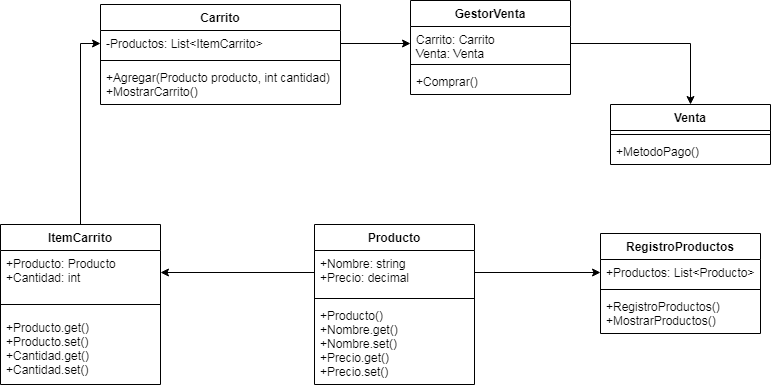 Carrito
-Productos: List<ItemCarrito>
+Agregar(Producto producto, int cantidad)
+MostrarCarrito()
GestorVenta
Carrito: Carrito
Venta: Venta
+Comprar()
Venta
+MetodoPago()
ItemCarrito
+Producto: Producto
+Cantidad: int
+Producto.get()
+Producto.set()
+Cantidad.get()
+Cantidad.set()
Producto
+Nombre: string
+Precio: decimal
+Producto()
+Nombre.get()
+Nombre.set()
+Precio.get()
+Precio.set()
RegistroProductos
+Productos: List<Producto>
+RegistroProductos()
+MostrarProductos()